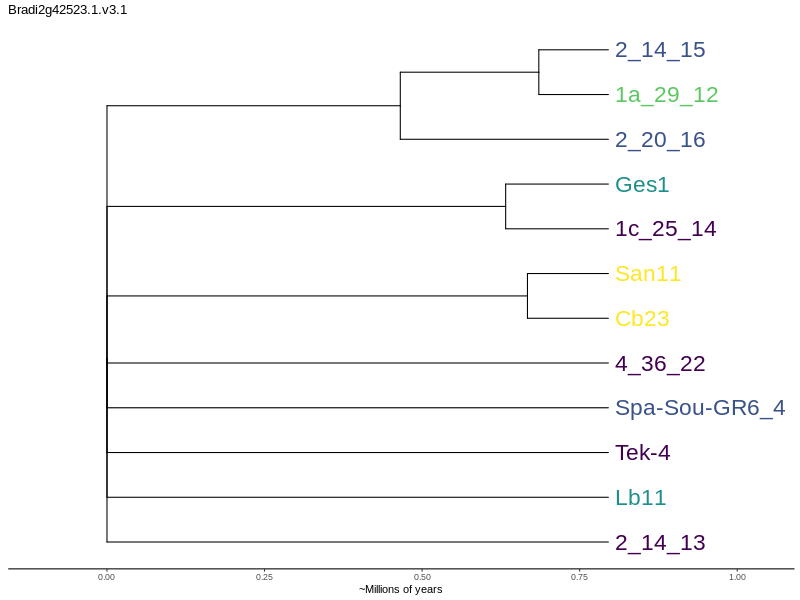 Bradi2g42523.1.v3.1
2_14_15
1a_29_12
2_20_16
Ges1
1c_25_14
San11
Cb23
4_36_22
Spa-Sou-GR6_4
Tek-4
Lb11
2_14_13
0.00 0.25 0.50 0.75 1.00
~Millions of years